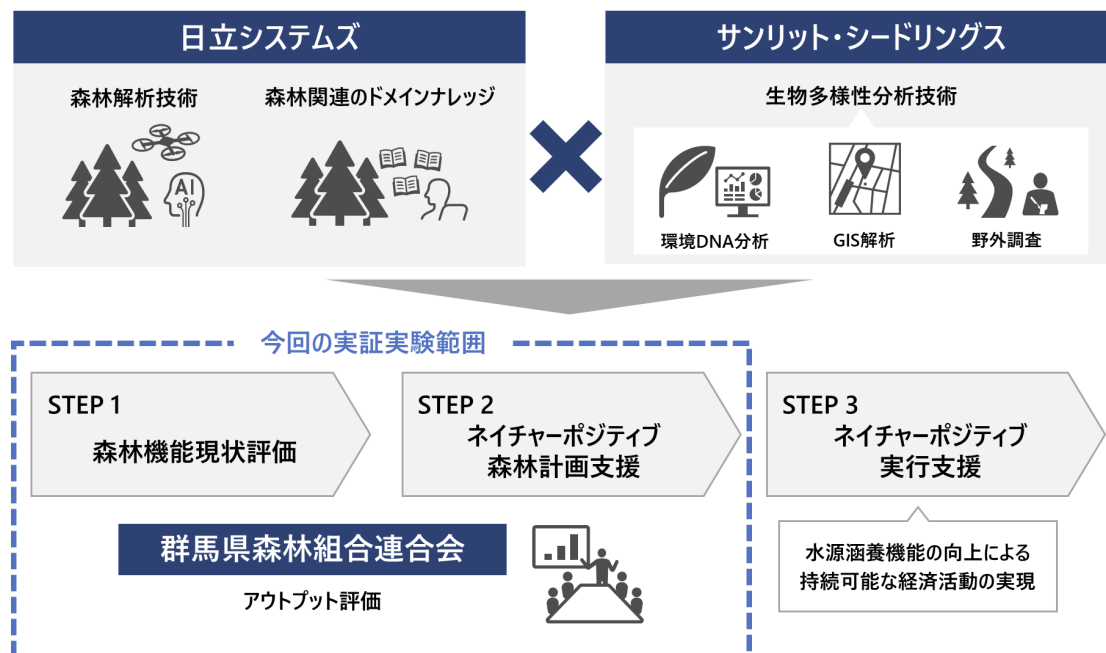 日立システムズ
サンリット・シードリングス
森林解析技術
森林関連のドメインナレッジ
AI
生物多様性分析技術
環境DNA分析
GIS解析
野外調査
今回の実証実験範囲
STEP 1
森林機能現状評価
STEP 2
ネイチャーポジティブ
森林計画支援
STEP 3
ネイチャーポジティブ
実行支援
群馬県森林組合連合会
アウトプット評価
水源涵養機能の向上による
持続可能な経済活動の実現